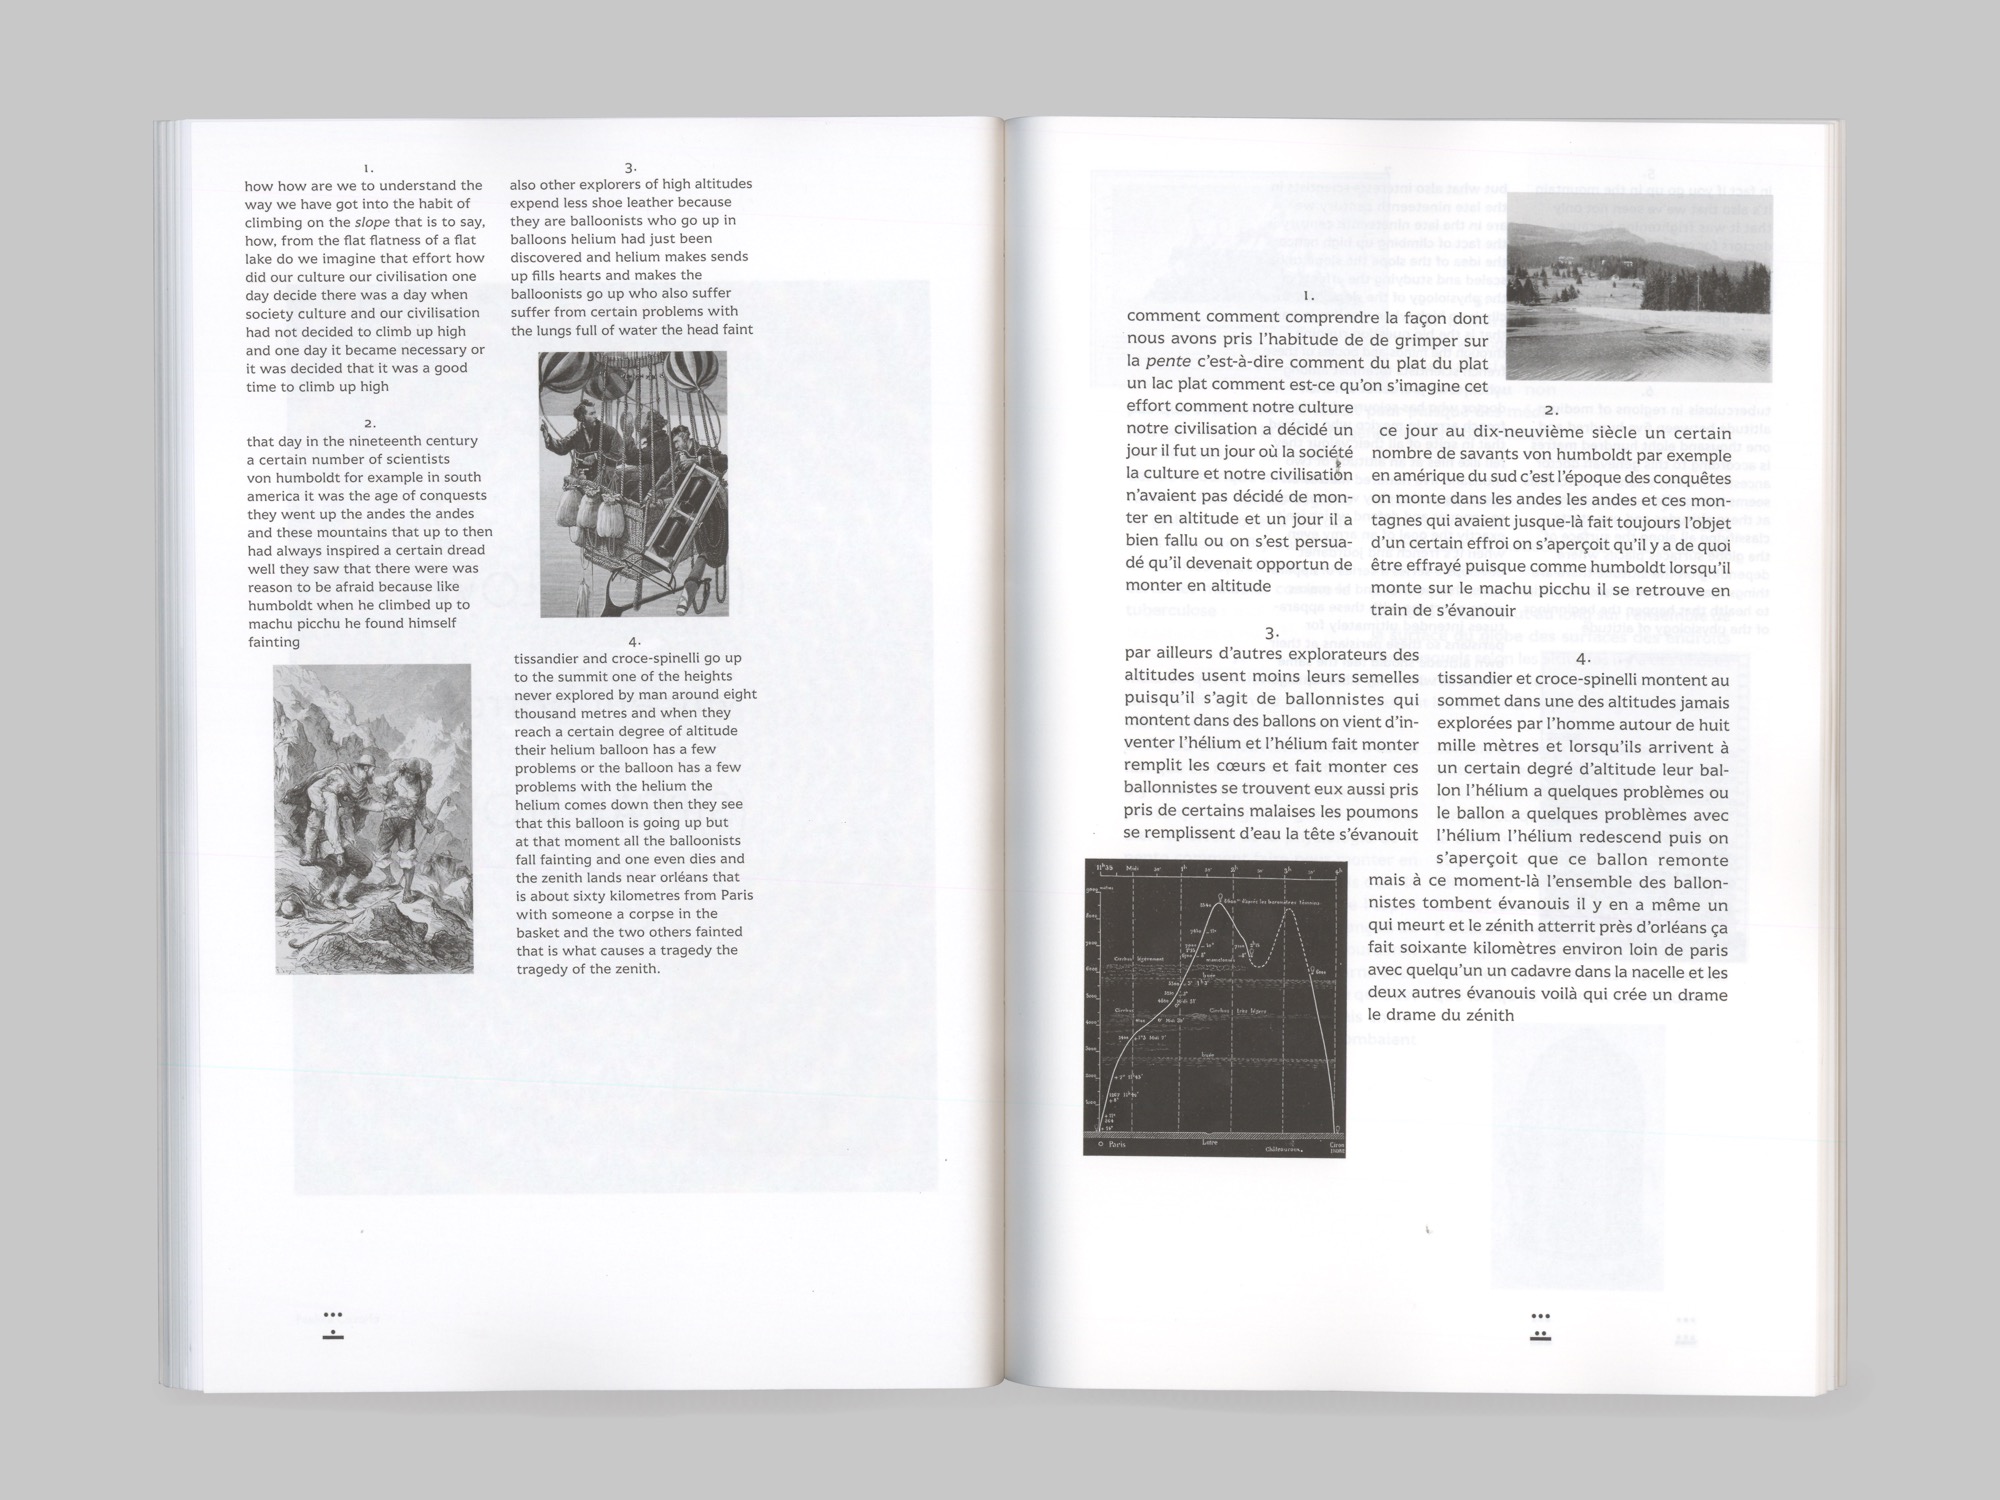 1.
how how are we to understand the
way we have got into the habit of
climbing on the slope that is to say,
how, from the flat flatness of a flat
lake do we imagine that effort how
did our culture our civilisation one
day decide there was a day when
society culture and our civilisation
had not decided to climb up high
and one day it became necessary or
it was decided that it was a good
time to climb up high
2.
that day in the nineteenth century
a certain number of scientists
von humboldt for example in south
america it was the age of conquests
they went up the andes the andes
and these mountains that up to then
had always inspired a certain dread
well they saw that there were was
reason to be afraid because like
humboldt when he climbed up to
machu picchu he found himself
fainting
3.
also other explorers of high altitudes
expend less shoe leather because
they are balloonists who go up in
balloons helium had just been
discovered and helium makes sends
up fills hearts and makes the
balloonists go up who also suffer
suffer from certain problems with
the lungs full of water the head faint
4.
tissandier and croce-spinelli go up
to the summit one of the heights
never explored by man around eight
thousand metres and when they
reach a certain degree of altitude
their helium balloon has a few
problems or the balloon has a few
problems with the helium the
helium comes down then they see
that this balloon is going up but
at that moment all the balloonists
fall fainting and one even dies and
the zenith lands near orléans that
is about sixty kilometres from Paris
with someone a corpse in the
basket and the two others fainted
that is what causes a tragedy the
tragedy of the zenith.
1.
comment comment comprendre la façon dont
nous avons pris l'habitude de de grimper sur
la pente c'est-à-dire comment du plat du plat
un lac plat comment est-ce qu'on s'imagine cet
effort comment notre culture
notre civilisation a décidé un
jour il fut un jour où la société
la culture et notre civilisation
n'avaient pas décidé de mon-
ter en altitude et un jour il a
bien fallu ou on s'est persua-
dé qu'il devenait opportun de
monter en altitude
2.
ce jour au dix-neuvième siècle un certain
nombre de savants von humboldt par exemple
en amérique du sud c'est l'époque des conquêtes
on monte dans les andes les andes et ces mon-
tagnes qui avaient jusque-là fait toujours l'objet
d'un certain effroi on s'aperçoit qu'il y a de quoi
être effrayé puisque comme humboldt lorsqu'il
monte sur le machu picchu il se retrouve en
train de s'évanouir
3.
par ailleurs d'autres explorateurs des
altitudes usent moins leurs semelles
puisqu'il s'agit de ballonnistes qui
montent dans des ballons on vient d'in-
venter l'hélium et l'hélium fait monter
remplit les cœurs et fait monter ces
ballonnistes se trouvent eux aussi pris
pris de certains malaises les poumons
se remplissent d'eau la tête s'évanouit
4.
tissandier et croce-spinelli montent au
sommet dans une des altitudes jamais
explorées par l'homme autour de huit
mille mètres et lorsqu'ils arrivent à
un certain degré d'altitude leur bal-
lon l'hélium a quelques problèmes ou
le ballon a quelques problèmes avec
l'hélium l'hélium redescend puis on
s'aperçoit que ce ballon remonte
mais à ce moment-là l'ensemble des ballon-
nistes tombent évanouis il y en a même un
qui meurt et le zénith atterrit près d'orléans ça
fait soixante kilomètres environ loin de paris
avec quelqu'un un cadavre dans la nacelle et les
deux autres évanouis voilà qui crée un drame
le drame du zénith
11h35 Midi 1h 2h 3h 4h
Paris
Loire
Châteauroux
Ciron